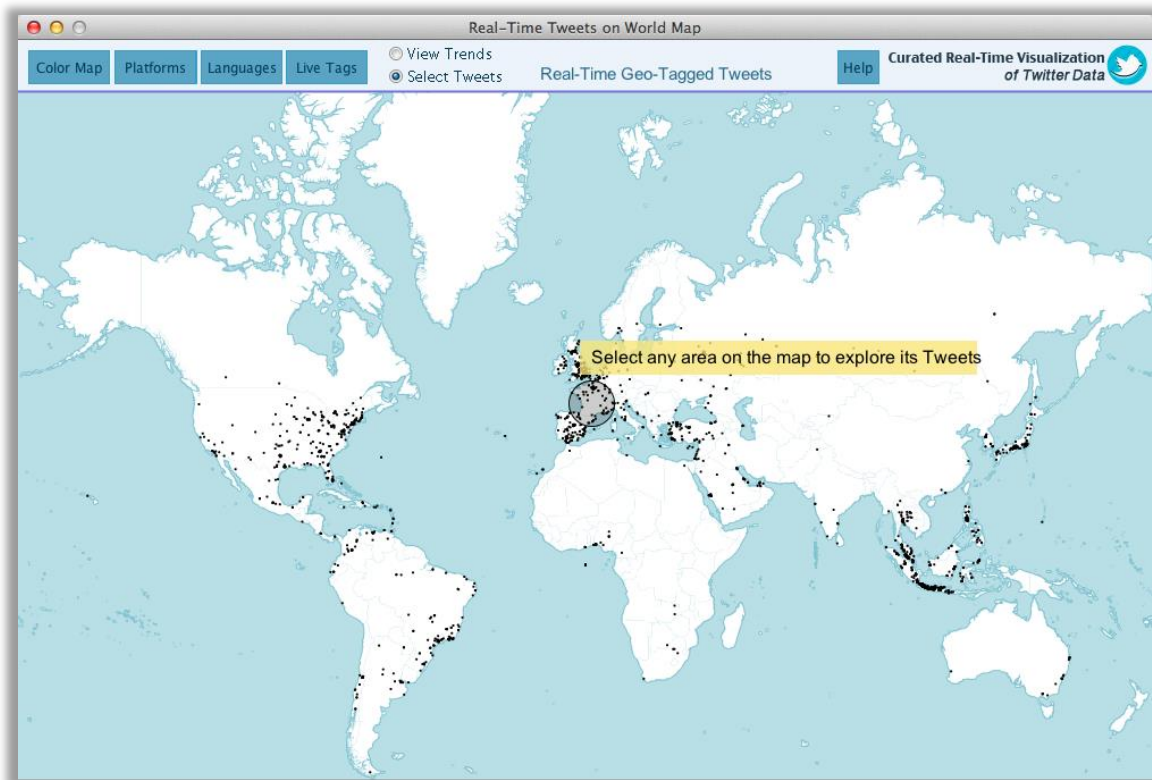 Real-Time Tweets on World Map
Color Map
Platforms
Languages
Live Tags
View Trends
Select Tweets
Real-Time Geo-Tagged Tweets
Help
Curated Real-Time Visualization
of Twitter Data
Select any area on the map to explore its Tweets